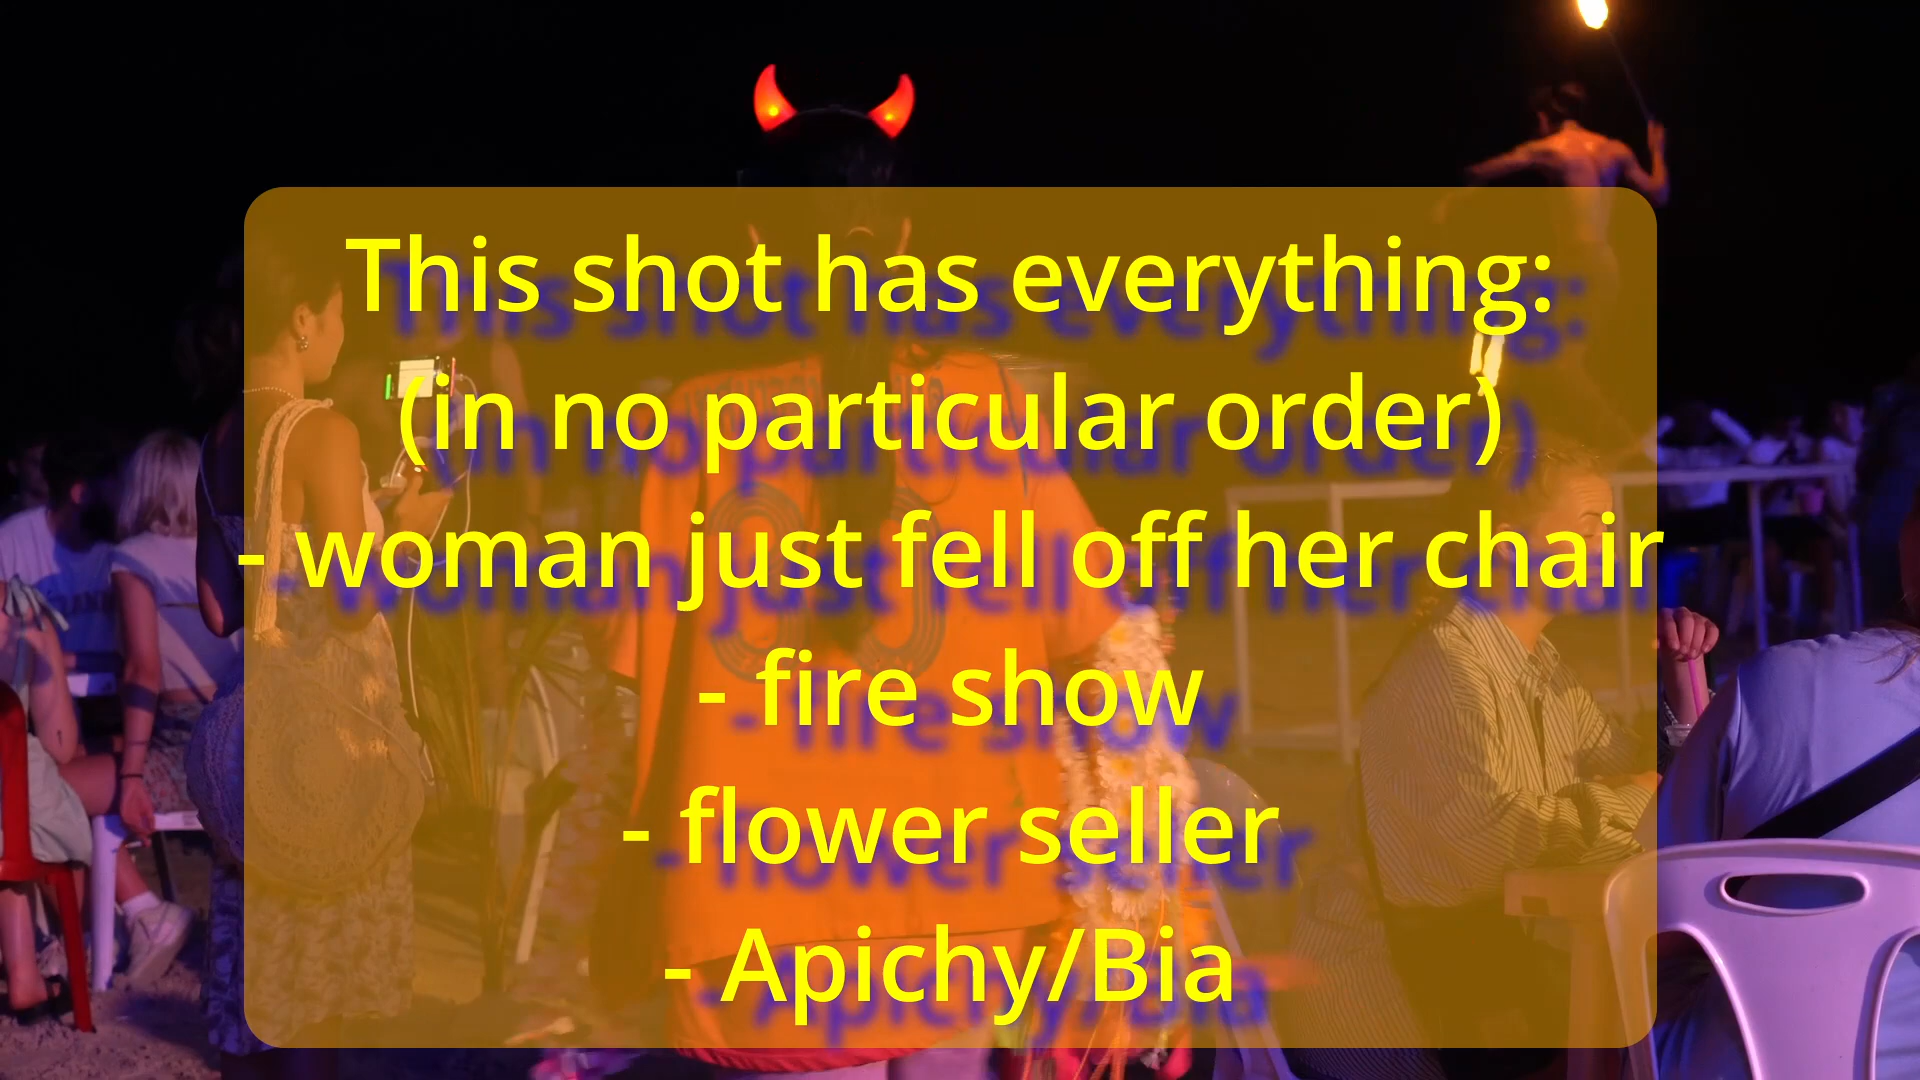 This shot has everything:
(in no particular order)
- woman just fell off her chair
- fire show
- flower seller
- Apichy/Bia